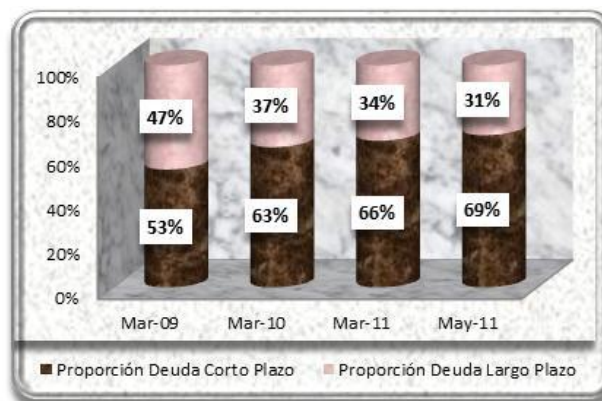 100%
80%
60%
40%
20%
0%
47% 37% 34% 31%
53% 63% 66% 69%
Mar-09 Mar-10 Mar-11 May-11
Proporción Deuda Corto Plazo Proporción Deuda Largo Plazo